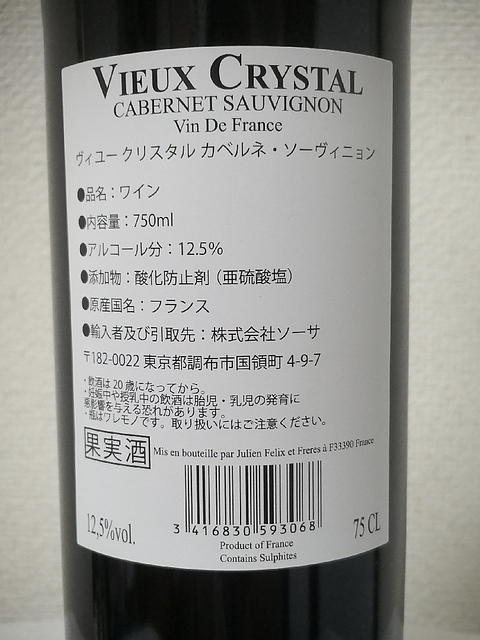 VIEUX CRYSTAL
CABERNET SAUVIGNON
Vin De France
ヴィユー クリスタル カベルネ・ソーヴィニョン
●品名：ワイン
●内容量：750ml
●アルコール分：12.5%
●添加物：酸化防止剤（亜硫酸塩）
●原産国名：フランス
●輸入者及び引取先：株式会社ソーサ
〒182-0022 東京都調布市国領町 4-9-7
・飲酒は 20 歳になってから。
・妊娠中や授乳中の飲酒は胎児・乳児の発育に
悪影響を与える恐れがあります。
・瓶はワレモノです。取り扱いにはご注意ください。
果実酒
Mis en bouteille par Julien Felix et Freres à F33390 France
3 416830 593068
12,5%vol.
75 CL
Product of France
Contains Sulphites